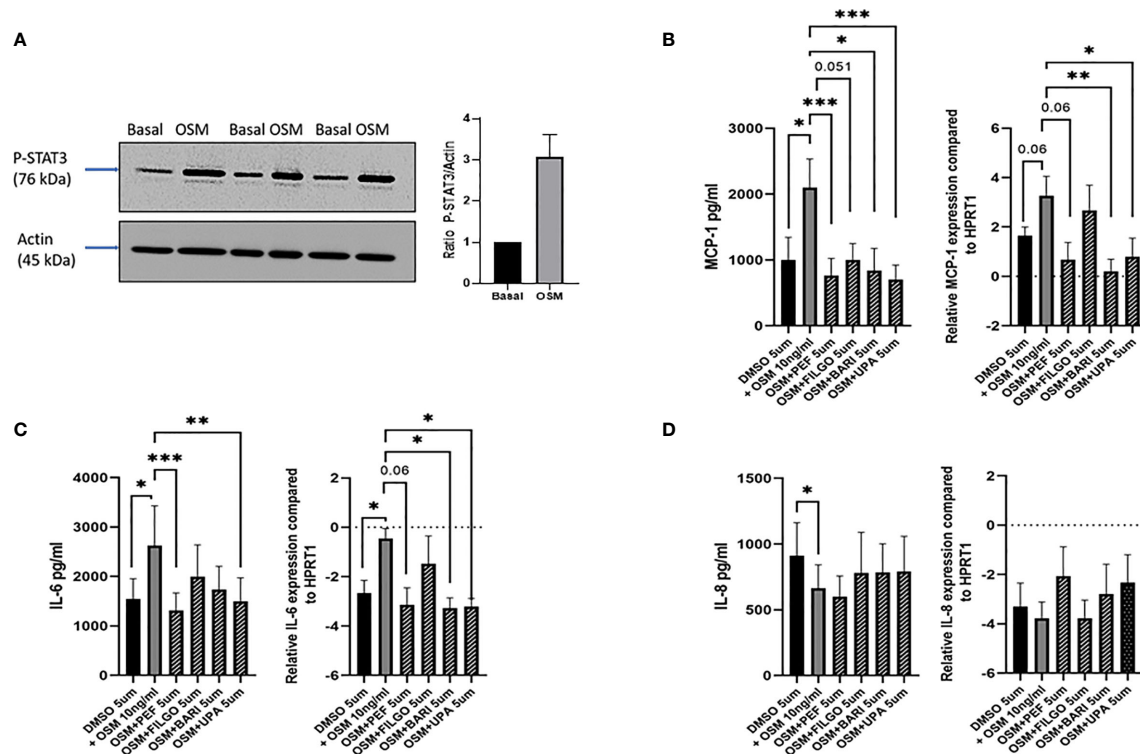 A
Basal OSM Basal OSM Basal OSM
P-STAT3
(76 kDa)
Actin
(45 kDa)
Ratio P-STAT3/Actin
4
3
2
1
0
Basal OSM
B
***
*
0.051
***
*
MCP-1 pg/ml
3000
2000
1000
0
DMSO 5um
+ OSM 10ng/ml
OSM+PEF 5um
OSM+FILGO 5um
OSM+BARI 5um
OSM+UPA 5um
*
**
0.06
0.06
Relative MCP-1 expression compared
to HPRT1
6
4
2
0
-2
DMSO 5um
+ OSM 10ng/ml
OSM+PEF 5um
OSM+FILGO 5um
OSM+BARI 5um
OSM+UPA 5um
C
**
***
*
IL-6 pg/ml
4000
3000
2000
1000
0
DMSO 5um
+ OSM 10ng/ml
OSM+PEF 5um
OSM+FILGO 5um
OSM+BARI 5um
OSM+UPA 5um
*
*
0.06
*
Relative IL-6 expression compared
to HPRT1
2
0
-2
-4
-6
DMSO 5um
+ OSM 10ng/ml
OSM+PEF 5um
OSM+FILGO 5um
OSM+BARI 5um
OSM+UPA 5um
D
*
IL-8 pg/ml
1500
1000
500
0
DMSO 5um
+ OSM 10ng/ml
OSM+PEF 5um
OSM+FILGO 5um
OSM+BARI 5um
OSM+UPA 5um
Relative IL-8 expression compared
to HPRT1
2
0
-2
-4
-6
DMSO 5um
+ OSM 10ng/ml
OSM+PEF 5um
OSM+FILGO 5um
OSM+BARI 5um
OSM+UPA 5um